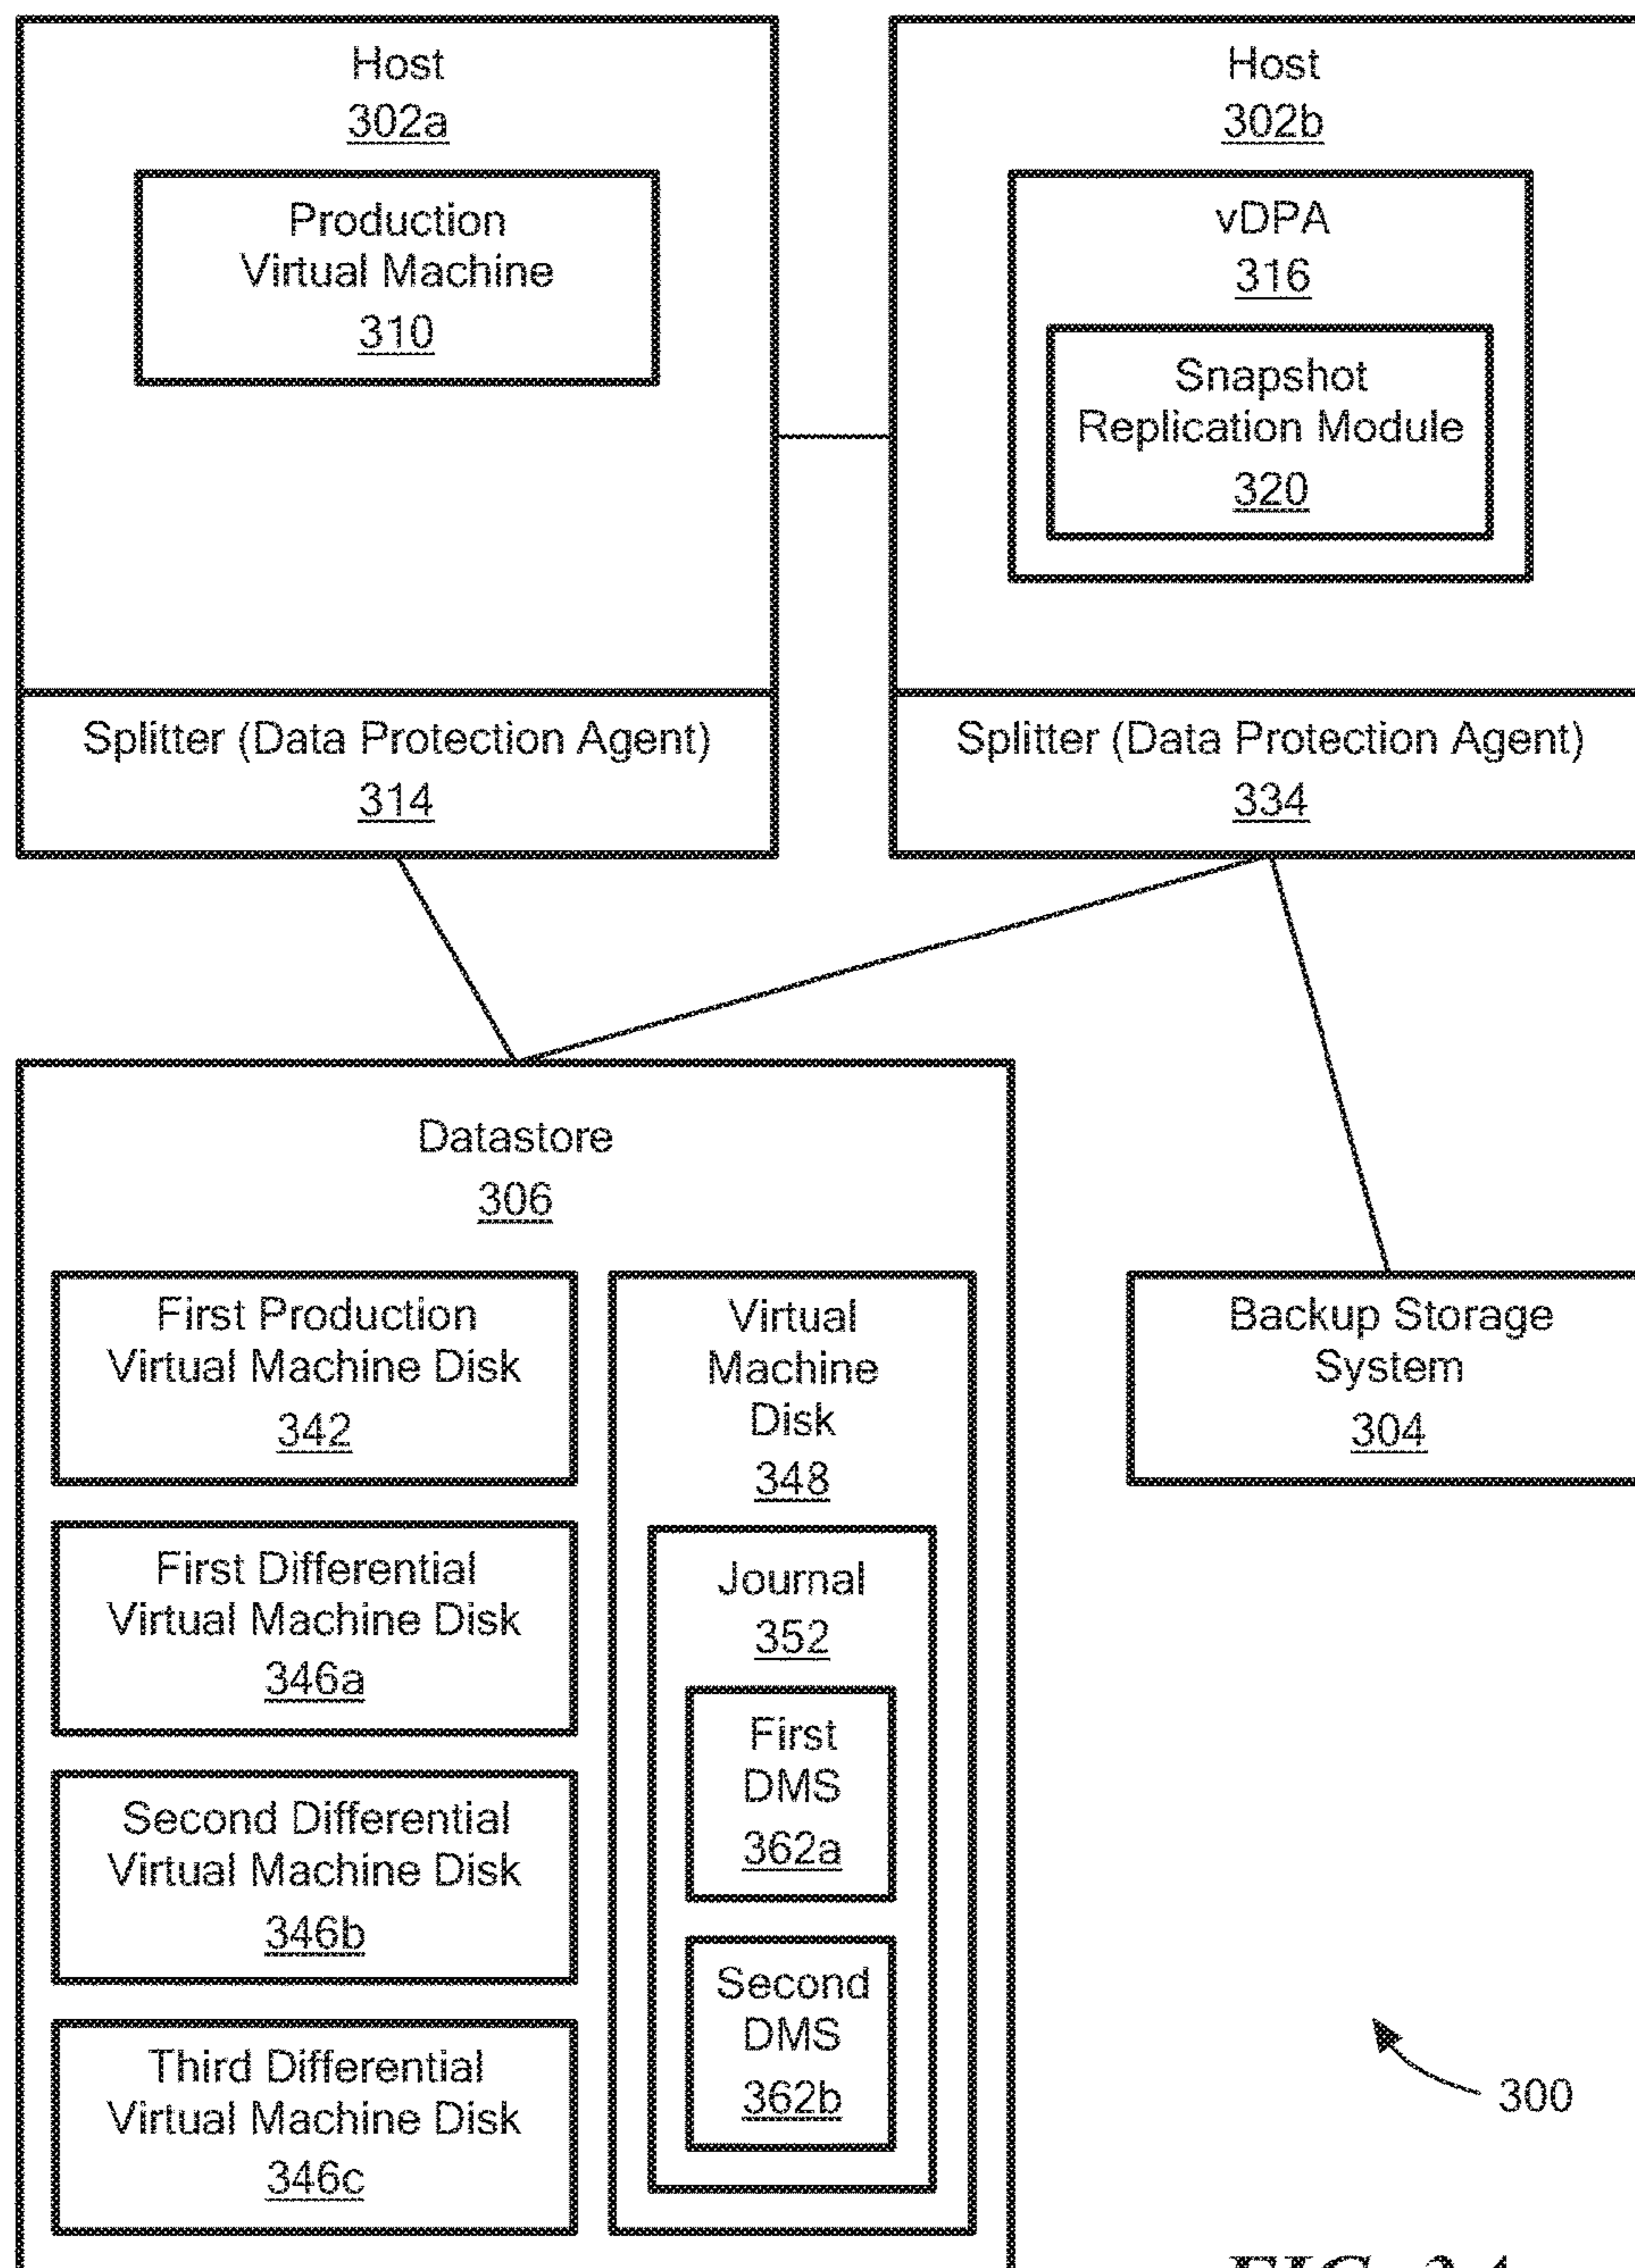 Host
302a
Production
Virtual Machine
310
Splitter (Data Protection Agent)
314
Host
302b
vDPA
316
Snapshot
Replication Module
320
Splitter (Data Protection Agent)
334
Datastore
306
First Production
Virtual Machine Disk
342
First Differential
Virtual Machine Disk
346a
Second Differential
Virtual Machine Disk
346b
Third Differential
Virtual Machine Disk
346c
Virtual
Machine
Disk
348
Journal
352
First
DMS
362a
Second
DMS
362b
Backup Storage
System
304
300